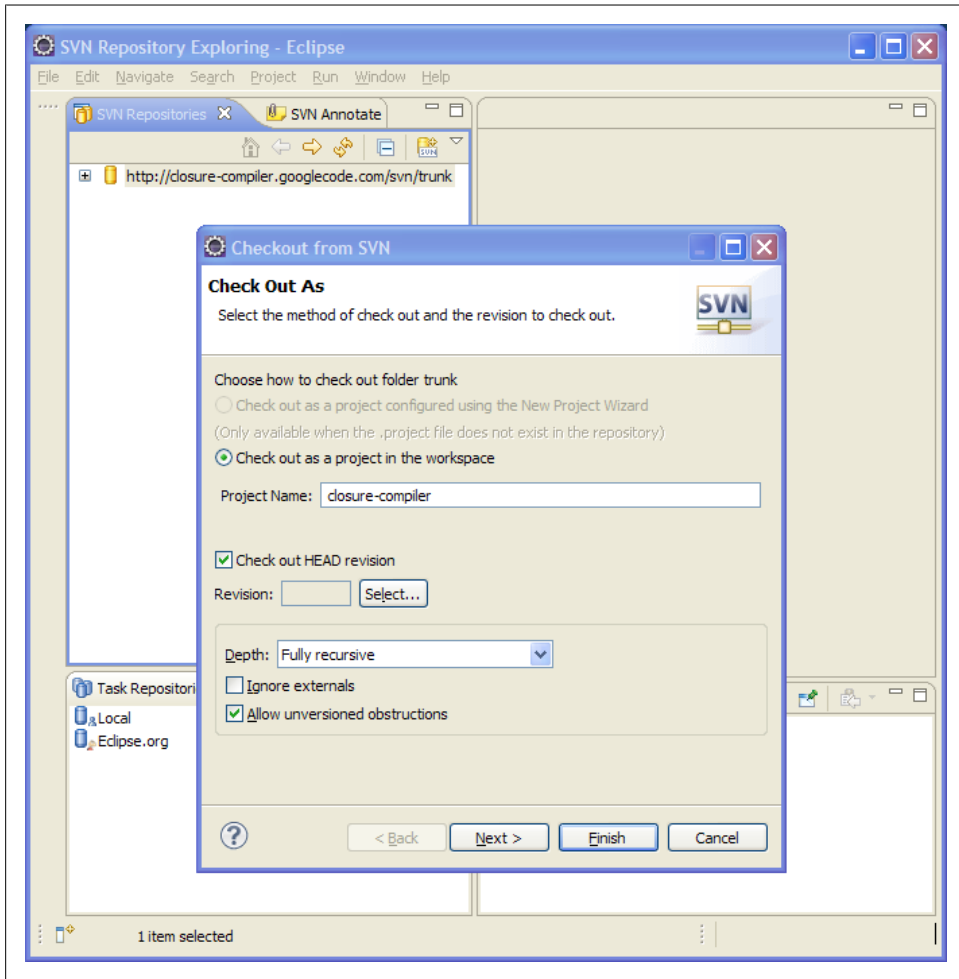 SVN Repository Exploring - Eclipse
File Edit Navigate Search Project Run Window Help
SVN Repositories SVN Annotate
SVN
http://closure-compiler.googlecode.com/svn/trunk
Checkout from SVN
Check Out As
Select the method of check out and the revision to check out.
SVN
Choose how to check out folder trunk
Check out as a project configured using the New Project Wizard
(Only available when the .project file does not exist in the repository)
Check out as a project in the workspace
Project Name: closure-compiler
Check out HEAD revision
Revision: Select...
Depth: Fully recursive
Ignore externals
Allow unversioned obstructions
Task Repositori
Local
Eclipse.org
? < Back Next > Finish Cancel
1 item selected